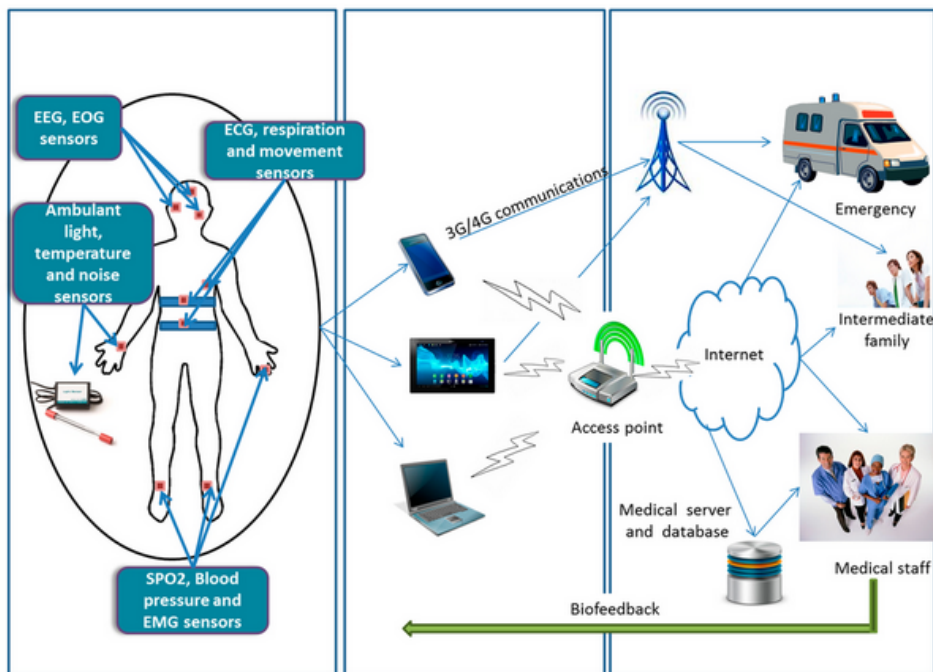 EEG, EOG
sensors
ECG, respiration
and movement
sensors
Ambulant
light,
temperature
and noise
sensors
SPO2, Blood
pressure and
EMG sensors
3G/4G communications
Access point
Internet
Emergency
Intermediate
family
Medical server
and database
Medical staff
Biofeedback